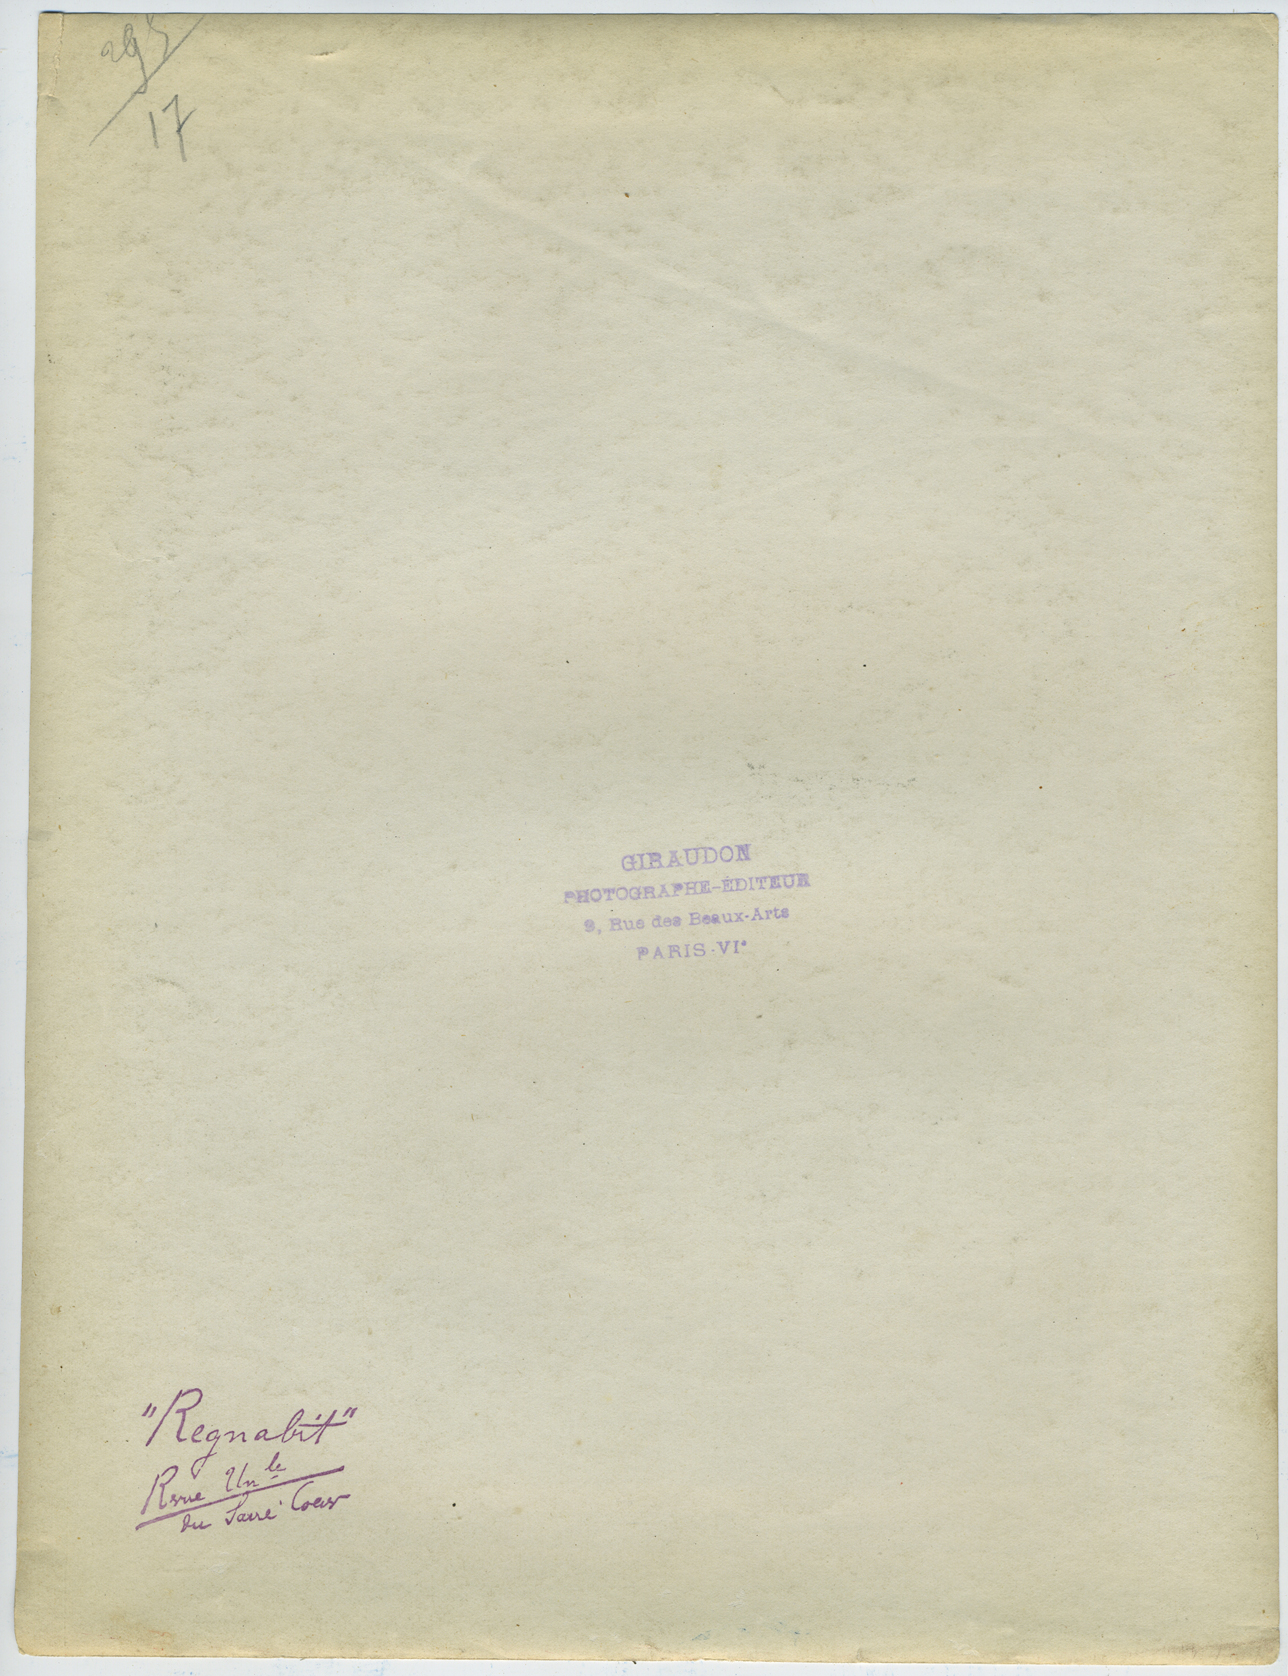 295
17
GIRAUDON
PHOTOGRAPHE-ÉDITEUR
9, Rue des Beaux-Arts
PARIS-VIᵉ
"Regnabit"
Revue Unˡᵉ
du Sacré Coeur